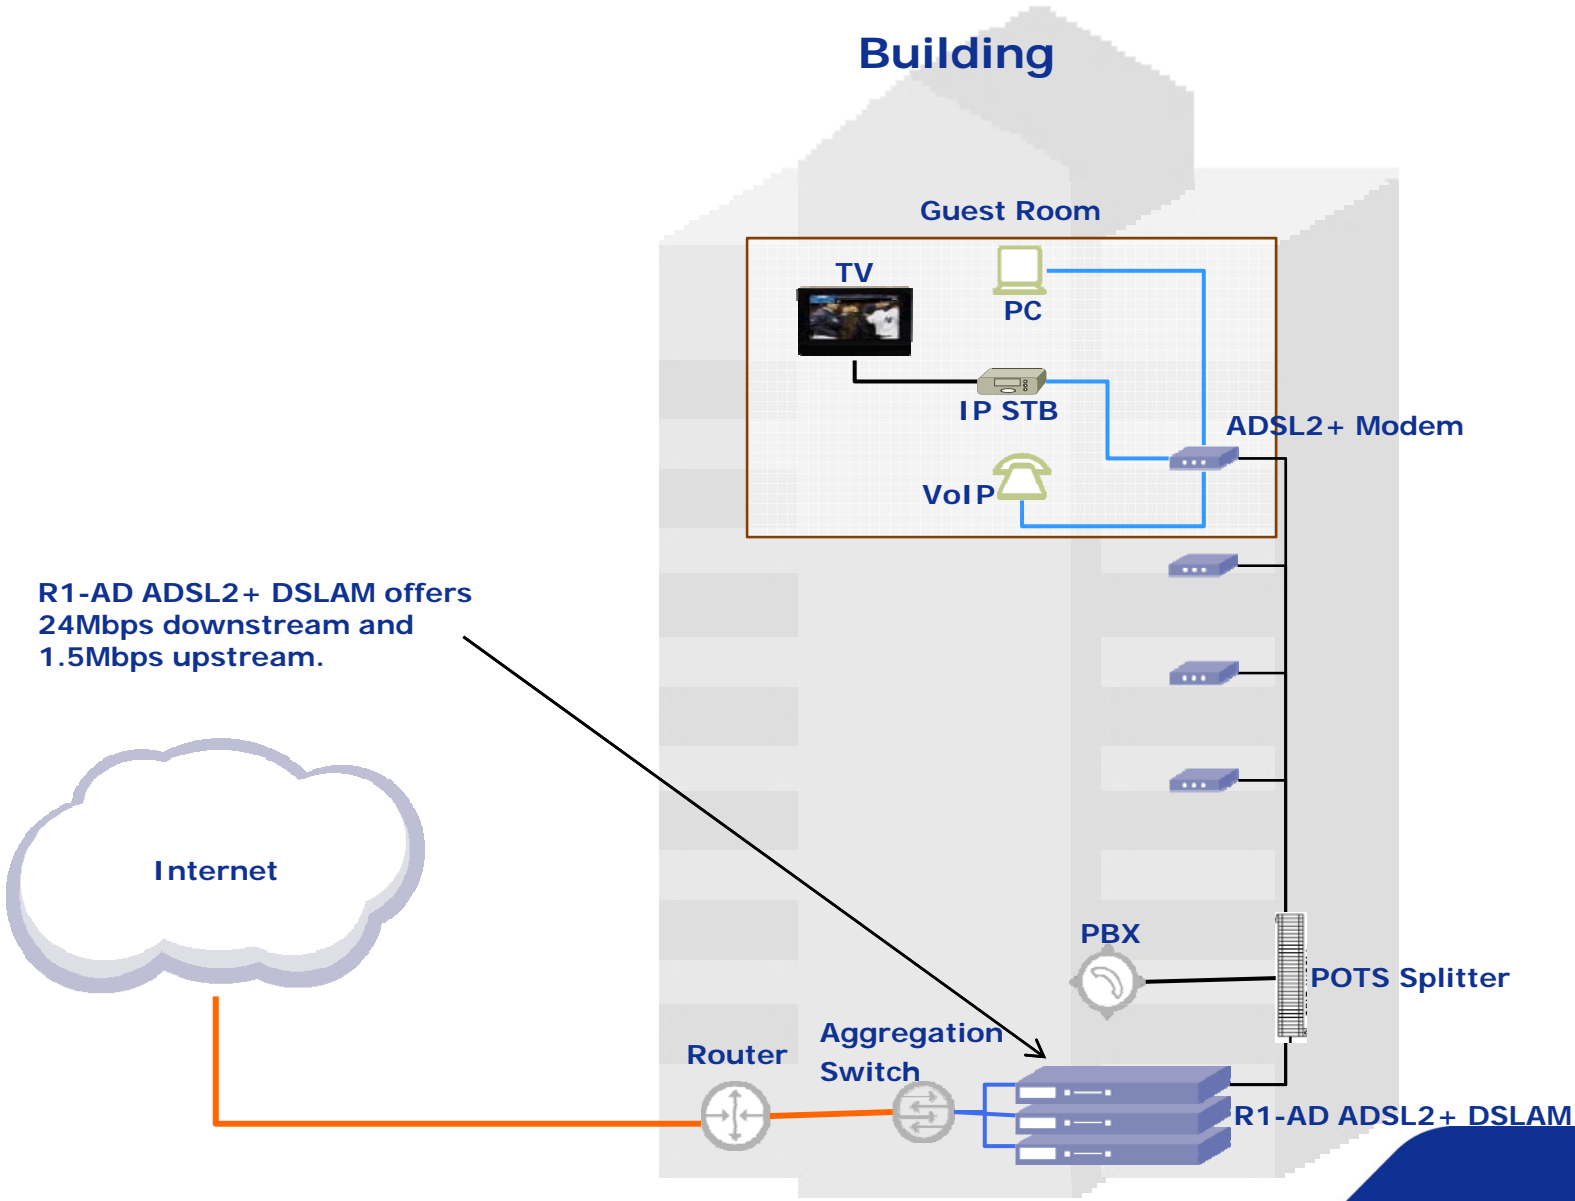 Building
Guest Room
TV
PC
IP STB
ADSL2+ Modem
VoIP
R1-AD ADSL2+ DSLAM offers
24Mbps downstream and
1.5Mbps upstream.
Internet
PBX
POTS Splitter
Router
Aggregation
Switch
R1-AD ADSL2+ DSLAM